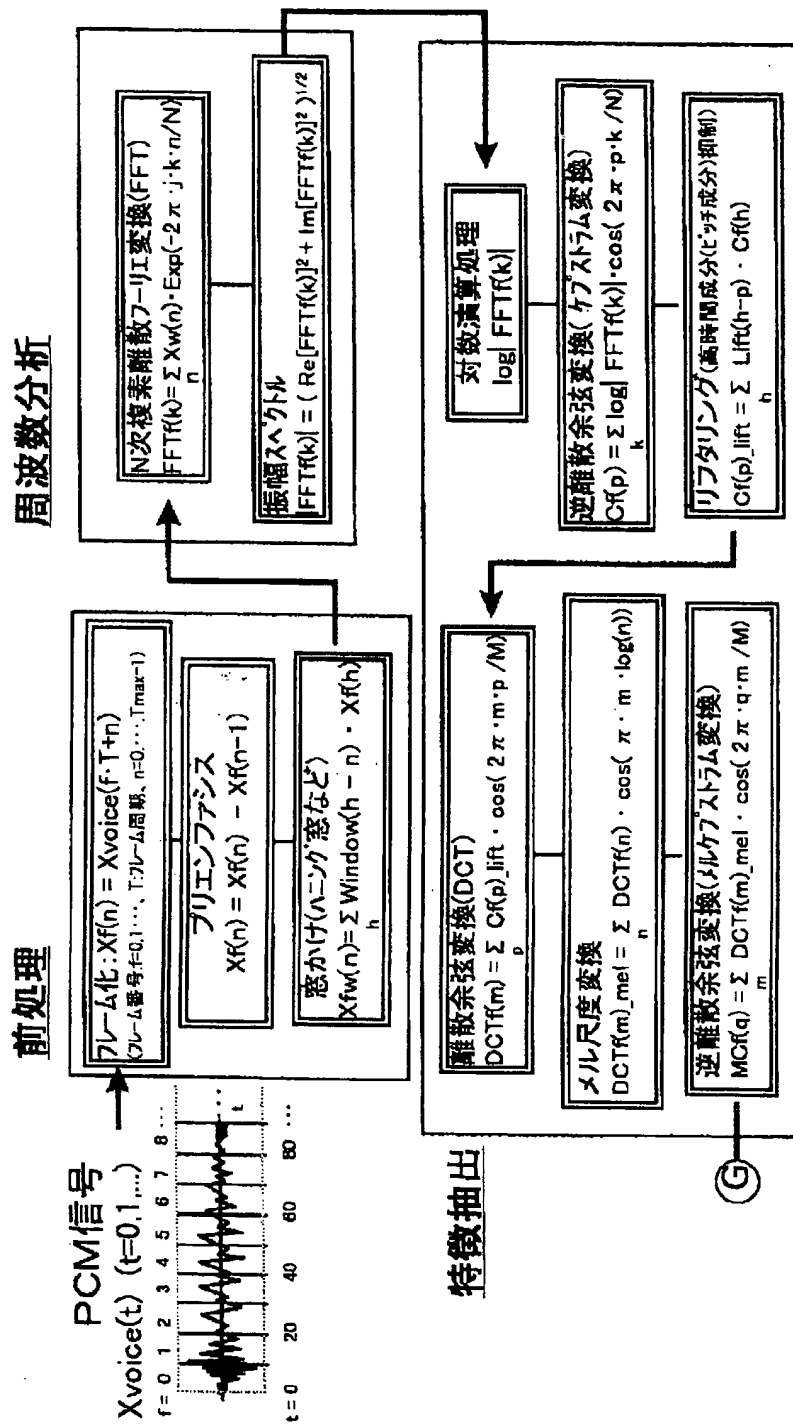 PCM信号
Xvoice(t) (t=0,1,...)
f= 0 1 2 3 4 5 6 7 8 ...
t
t=0 20 40 60 80 ...
前処理
フレーム化:Xf(n) = Xvoice(f·T+n)
(フレーム番号:f=0,1…、T:フレーム周期、n=0,…,Tmax-1)
プリエンファシス
Xf(n) = Xf(n) - Xf(n-1)
窓かけ(ハニング窓など)
Xfw(n)= Σ Window(h - n) · Xf(h)
h
周波数分析
N次複素離散フーリエ変換(FFT)
FFTf(k)= Σ Xw(n)·Exp(-2π·j·k·n/N)
n
振幅スペクトル
|FFTf(k)| = ( Re[FFTf(k)]² + Im[FFTf(k)]² )¹/²
特徴抽出
対数演算処理
log| FFTf(k)|
逆離散余弦変換(ケプストラム変換)
Cf(p) = Σ log| FFTf(k)|·cos( 2π·p·k /N)
k
リフタリング(高時間成分(ピッチ成分)抑制)
Cf(p)_lift = Σ Lift(h-p) · Cf(h)
h
離散余弦変換(DCT)
DCTf(m) = Σ Cf(p)_lift · cos( 2π·m·p /M)
p
メル尺度変換
DCTf(m)_mel = Σ DCTf(n) · cos( π· m ·log(n))
n
逆離散余弦変換(メルケプストラム変換)
MCf(q) = Σ DCTf(m)_mel · cos( 2π·q·m /M)
m
G